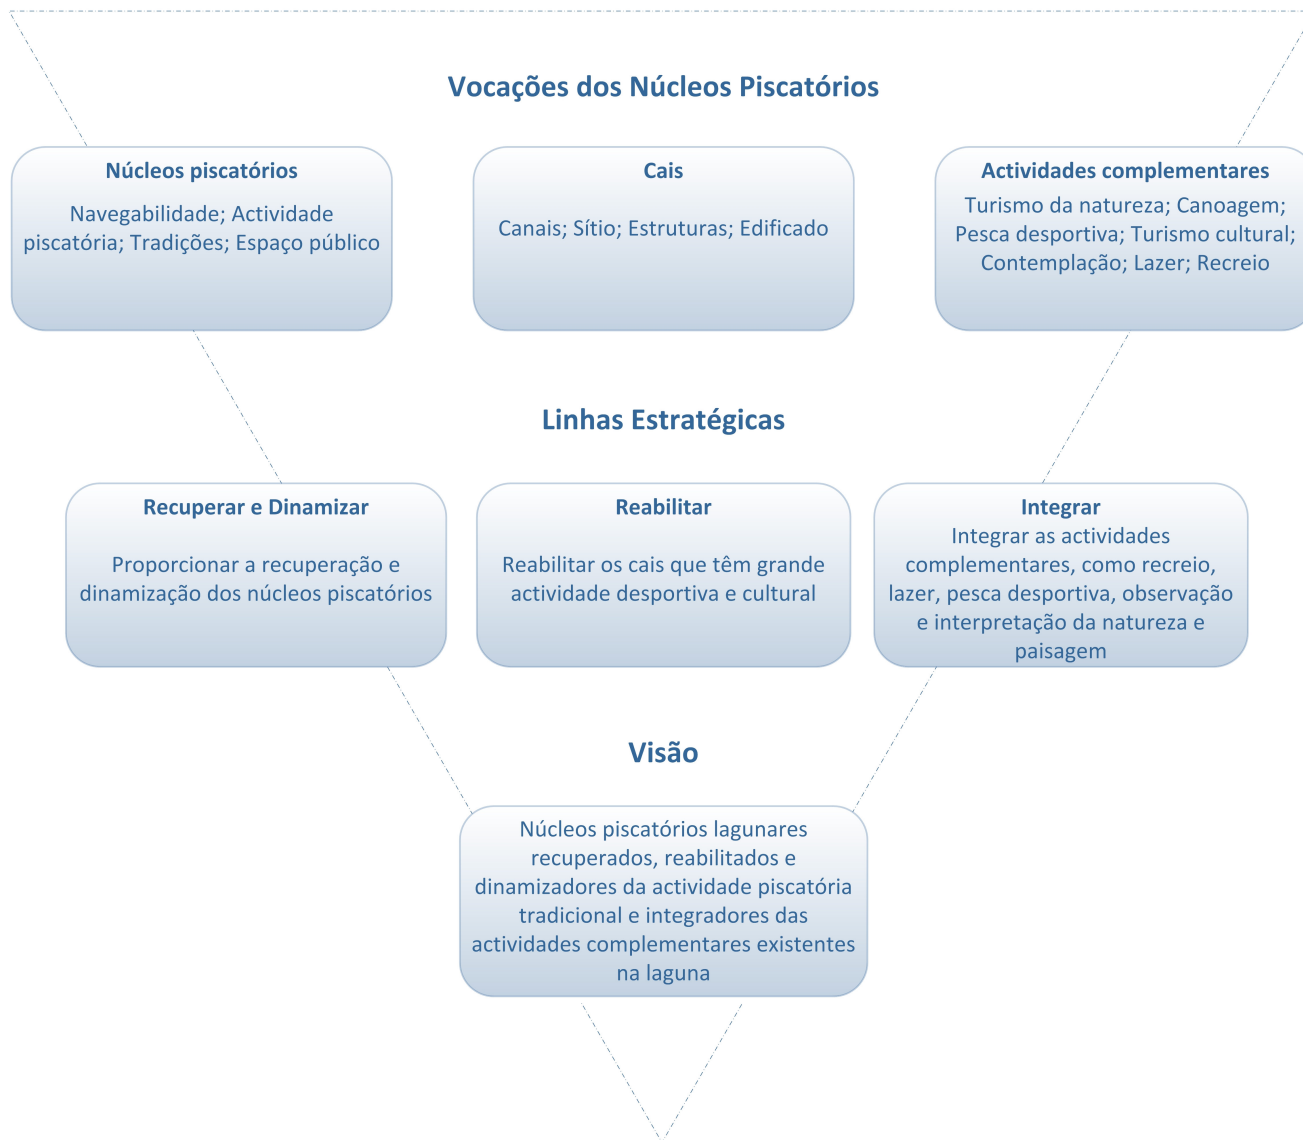 Vocações dos Núcleos Piscatórios
Núcleos piscatórios
Navegabilidade; Actividade
piscatória; Tradições; Espaço público
Cais
Canais; Sítio; Estruturas; Edificado
Actividades complementares
Turismo da natureza; Canoagem;
Pesca desportiva; Turismo cultural;
Contemplação; Lazer; Recreio
Linhas Estratégicas
Recuperar e Dinamizar
Proporcionar a recuperação e
dinamização dos núcleos piscatórios
Reabilitar
Reabilitar os cais que têm grande
actividade desportiva e cultural
Integrar
Integrar as actividades
complementares, como recreio,
lazer, pesca desportiva, observação
e interpretação da natureza e
paisagem
Visão
Núcleos piscatórios lagunares
recuperados, reabilitados e
dinamizadores da actividade piscatória
tradicional e integradores das
actividades complementares existentes
na laguna